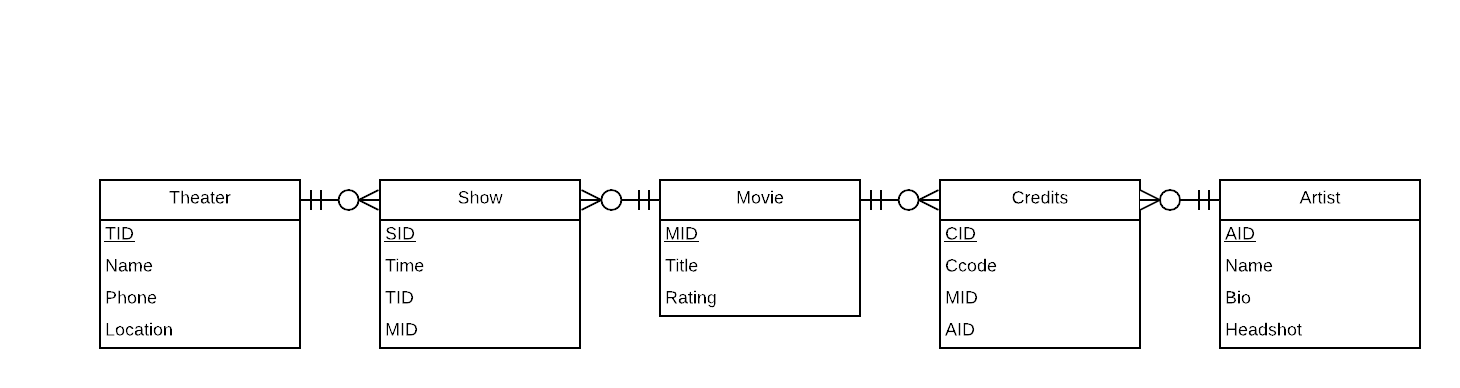 Theater
TID
Name
Phone
Location
Show
SID
Time
TID
MID
Movie
MID
Title
Rating
Credits
CID
Ccode
MID
AID
Artist
AID
Name
Bio
Headshot